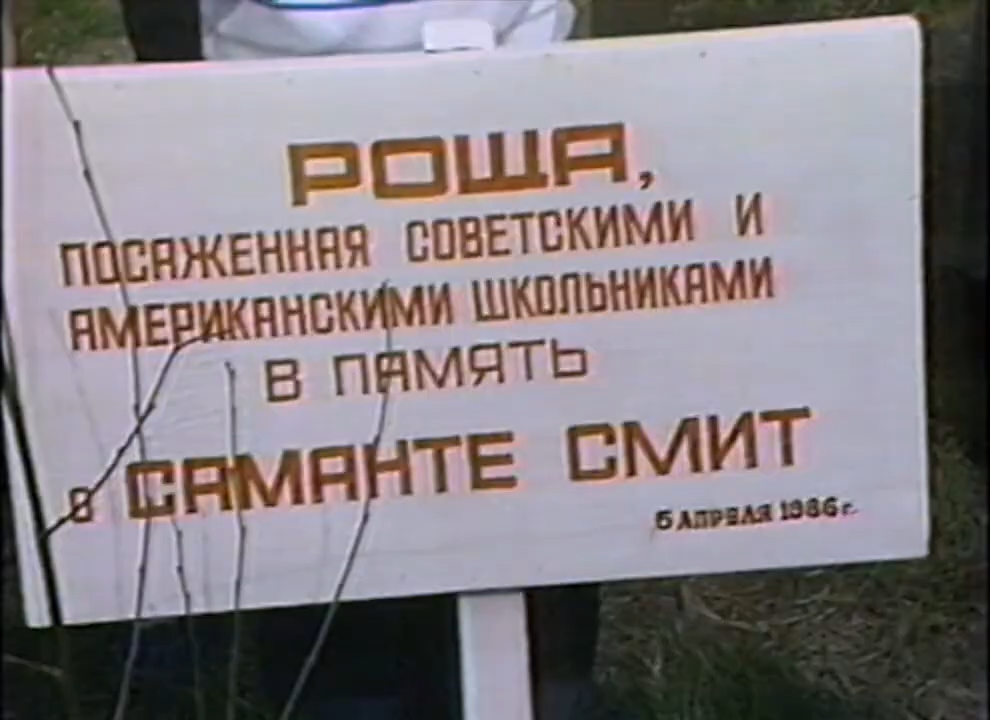 РОЩА,
ПОСАЖЕННАЯ СОВЕТСКИМИ И
АМЕРИКАНСКИМИ ШКОЛЬНИКАМИ
В ПАМЯТЬ
О САМАНТЕ СМИТ
5 АПРЕЛЯ 1986 г.